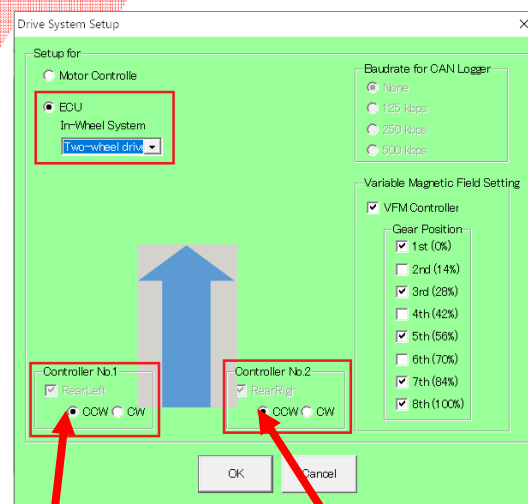 Drive System Setup
Setup for
Motor Controlle
ECU
In-Wheel System
Two-wheel driv
Baudrate for CAN Logger
None
125 kbps
250 kbps
500 kbps
Variable Magnetic Field Setting
VFM Controller
Gear Position
1st (0%)
2nd (14%)
3rd (28%)
4th (42%)
5th (56%)
6th (70%)
7th (84%)
8th (100%)
Controller No.1
RearLeft
CCW CW
Controller No.2
RearRigh
CCW CW
OK
Cancel